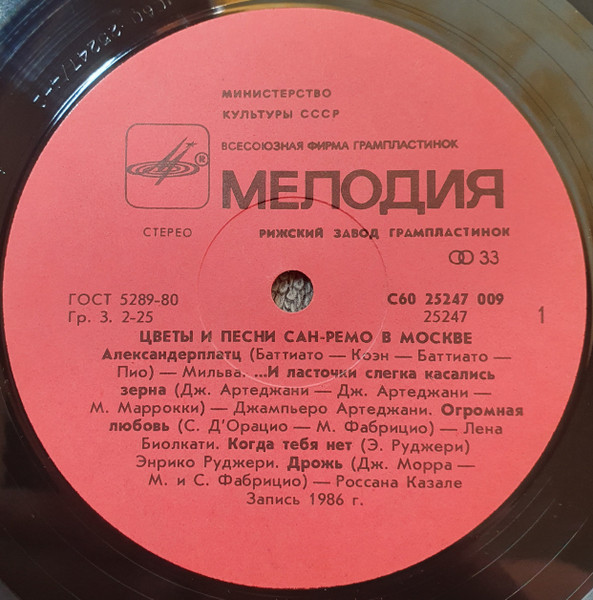 МИНИСТЕРСТВО
КУЛЬТУРЫ СССР
ВСЕСОЮЗНАЯ ФИРМА ГРАМПЛАСТИНОК
®
МЕЛОДИЯ
СТЕРЕО
РИЖСКИЙ ЗАВОД ГРАМПЛАСТИНОК
33
ГОСТ 5289-80
С60 25247 009
Гр. 3. 2-25
25247
1
ЦВЕТЫ И ПЕСНИ САН-РЕМО В МОСКВЕ
Александерплатц (Баттиато — Коэн — Баттиато —
Пио) — Мильва. ...И ласточки слегка касались
зерна (Дж. Артеджани — Дж. Артеджани —
М. Маррокки) — Джампьеро Артеджани. Огромная
любовь (С. Д'Орацио — М. Фабрицио) — Лена
Биолкати. Когда тебя нет (Э. Руджери)
Энрико Руджери. Дрожь (Дж. Морра —
М. и С. Фабрицио) — Россана Казале
Запись 1986 г.